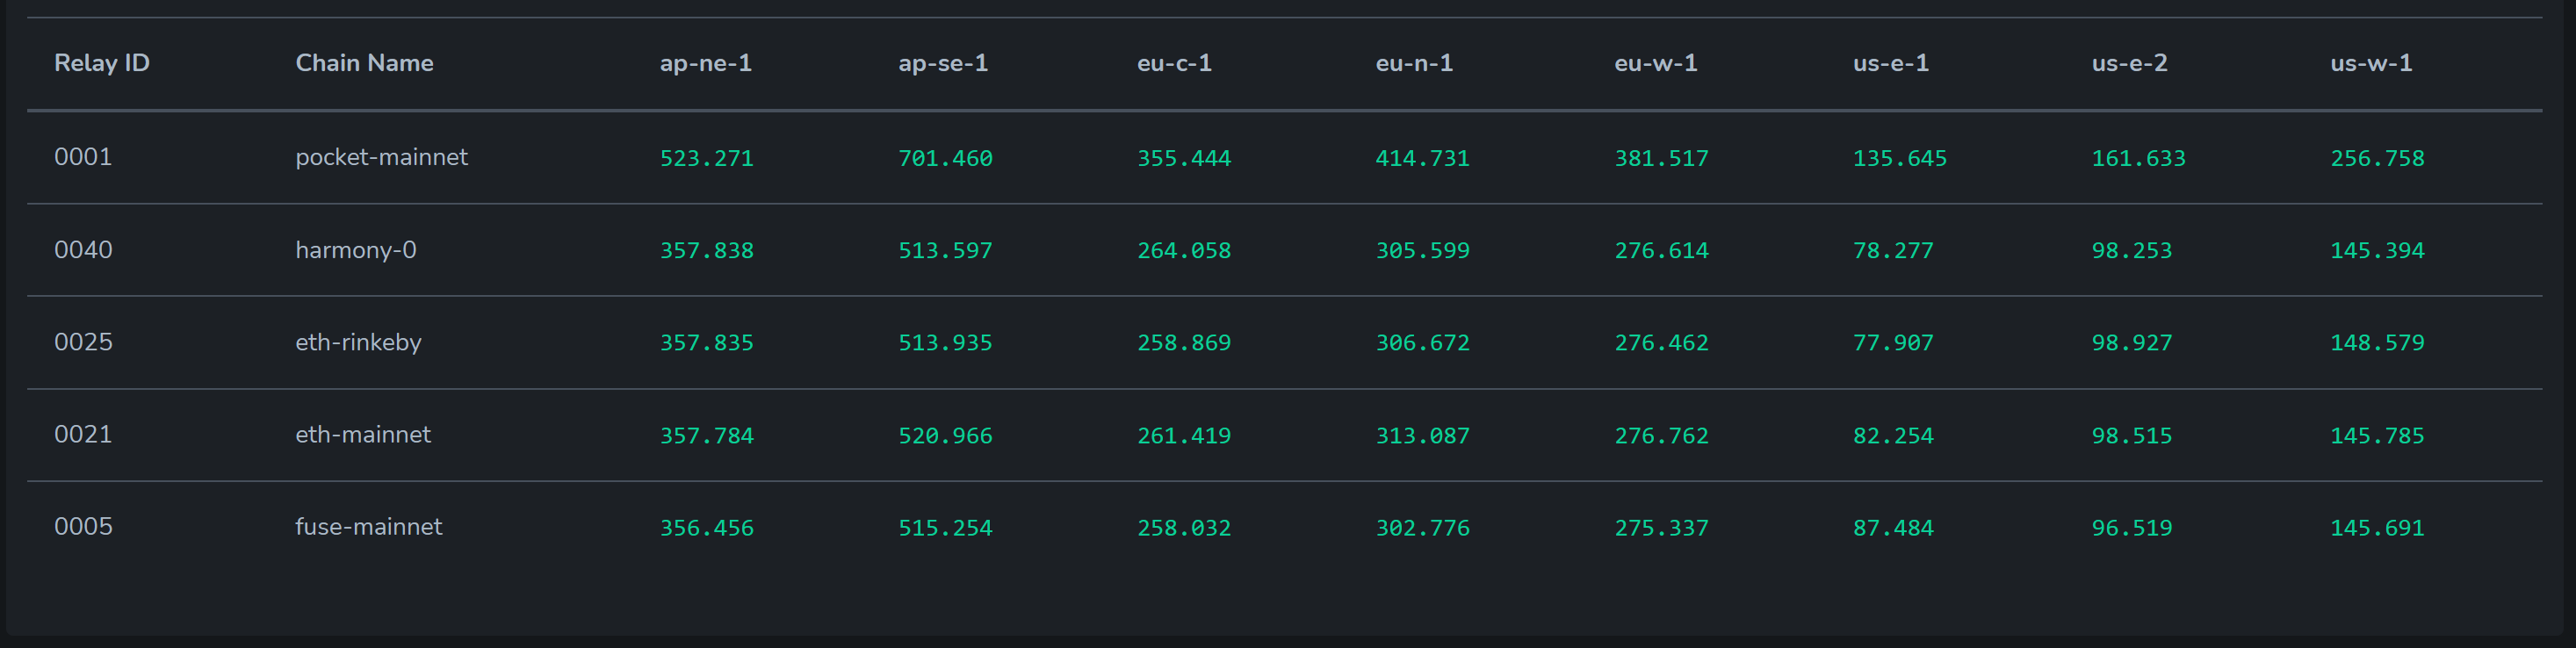 Relay ID Chain Name ap-ne-1 ap-se-1 eu-c-1 eu-n-1 eu-w-1 us-e-1 us-e-2 us-w-1
0001 pocket-mainnet 523.271 701.460 355.444 414.731 381.517 135.645 161.633 256.758
0040 harmony-0 357.838 513.597 264.058 305.599 276.614 78.277 98.253 145.394
0025 eth-rinkeby 357.835 513.935 258.869 306.672 276.462 77.907 98.927 148.579
0021 eth-mainnet 357.784 520.966 261.419 313.087 276.762 82.254 98.515 145.785
0005 fuse-mainnet 356.456 515.254 258.032 302.776 275.337 87.484 96.519 145.691